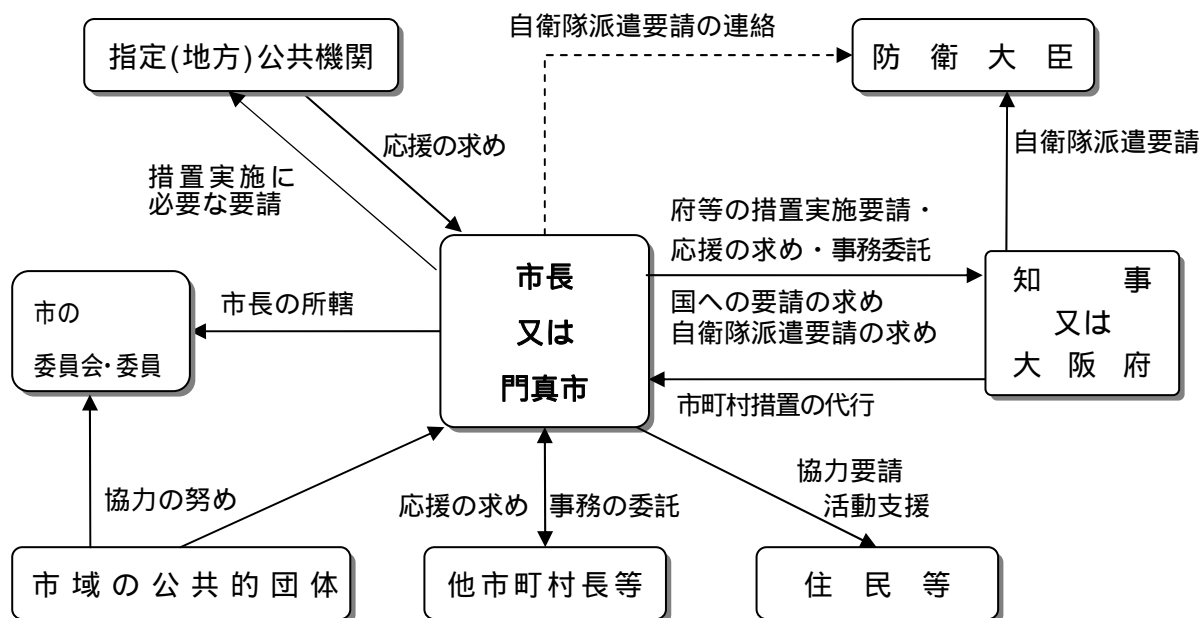 自衛隊派遣要請の連絡
指定(地方)公共機関
防衛大臣
応援の求め
自衛隊派遣要請
措置実施に
必要な要請
府等の措置実施要請・
応援の求め・事務委託
市長
又は
門真市
知事
又は
大阪府
市の
委員会・委員
市長の所轄
国への要請の求め
自衛隊派遣要請の求め
市町村措置の代行
協力の努め
応援の求め
事務の委託
協力要請
活動支援
市域の公共的団体
他市町村長等
住民等